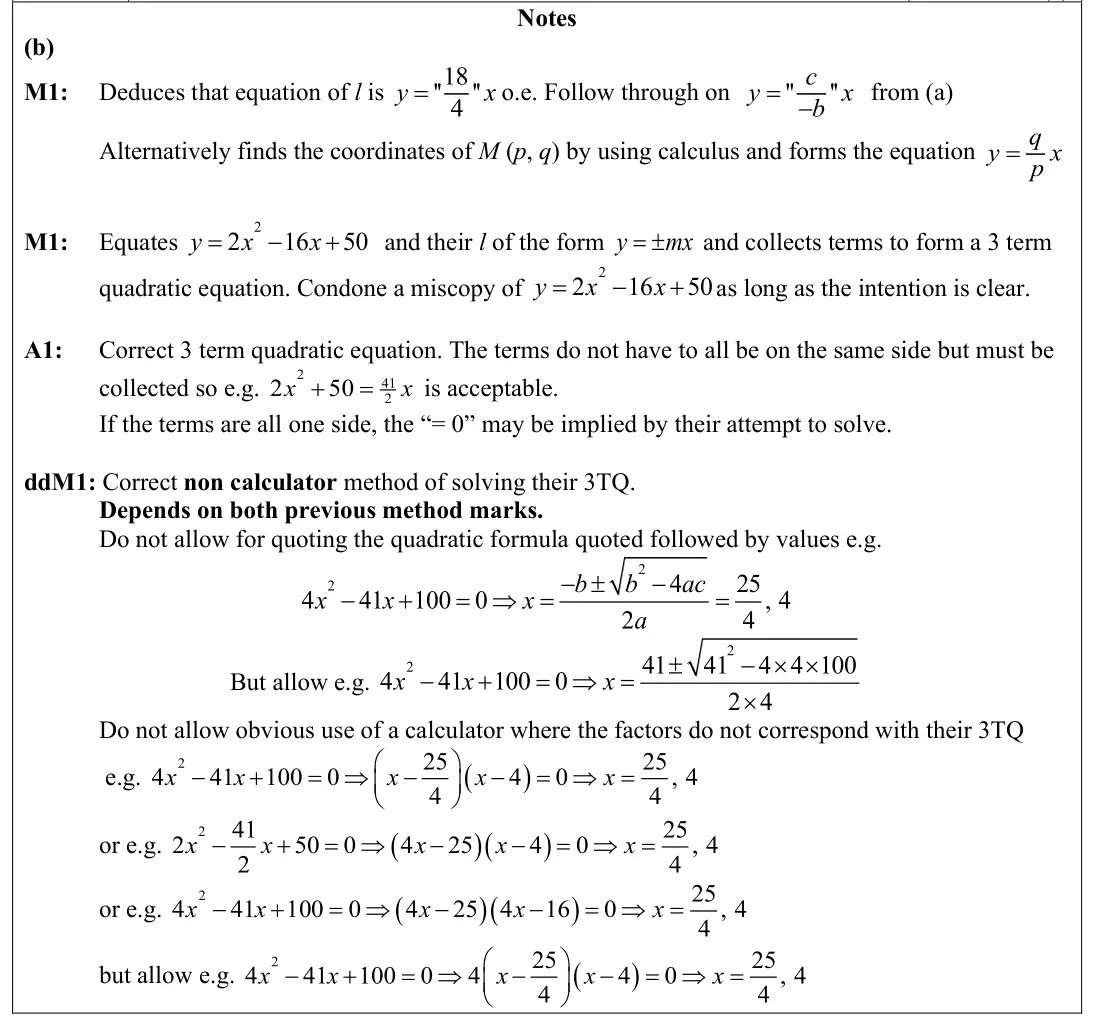 Notes
(b)
M1: Deduces that equation of l is y = "18/4" x o.e. Follow through on y = "c/−b" x from (a)
Alternatively finds the coordinates of M (p, q) by using calculus and forms the equation y = q/p x
M1: Equates y = 2x² − 16x + 50 and their l of the form y = ±mx and collects terms to form a 3 term
quadratic equation. Condone a miscopy of y = 2x² − 16x + 50 as long as the intention is clear.
A1: Correct 3 term quadratic equation. The terms do not have to all be on the same side but must be
collected so e.g. 2x² + 50 = 41/2 x is acceptable.
If the terms are all one side, the “= 0” may be implied by their attempt to solve.
ddM1: Correct non calculator method of solving their 3TQ.
Depends on both previous method marks.
Do not allow for quoting the quadratic formula quoted followed by values e.g.
4x² − 41x + 100 = 0 ⇒ x = (−b ± √(b² − 4ac))/2a = 25/4, 4
But allow e.g. 4x² − 41x + 100 = 0 ⇒ x = (41 ± √(41² − 4×4×100))/(2×4)
Do not allow obvious use of a calculator where the factors do not correspond with their 3TQ
e.g. 4x² − 41x + 100 = 0 ⇒ (x − 25/4)(x − 4) = 0 ⇒ x = 25/4, 4
or e.g. 2x² − 41/2 x + 50 = 0 ⇒ (4x − 25)(x − 4) = 0 ⇒ x = 25/4, 4
or e.g. 4x² − 41x + 100 = 0 ⇒ (4x − 25)(4x − 16) = 0 ⇒ x = 25/4, 4
but allow e.g. 4x² − 41x + 100 = 0 ⇒ 4(x − 25/4)(x − 4) = 0 ⇒ x = 25/4, 4